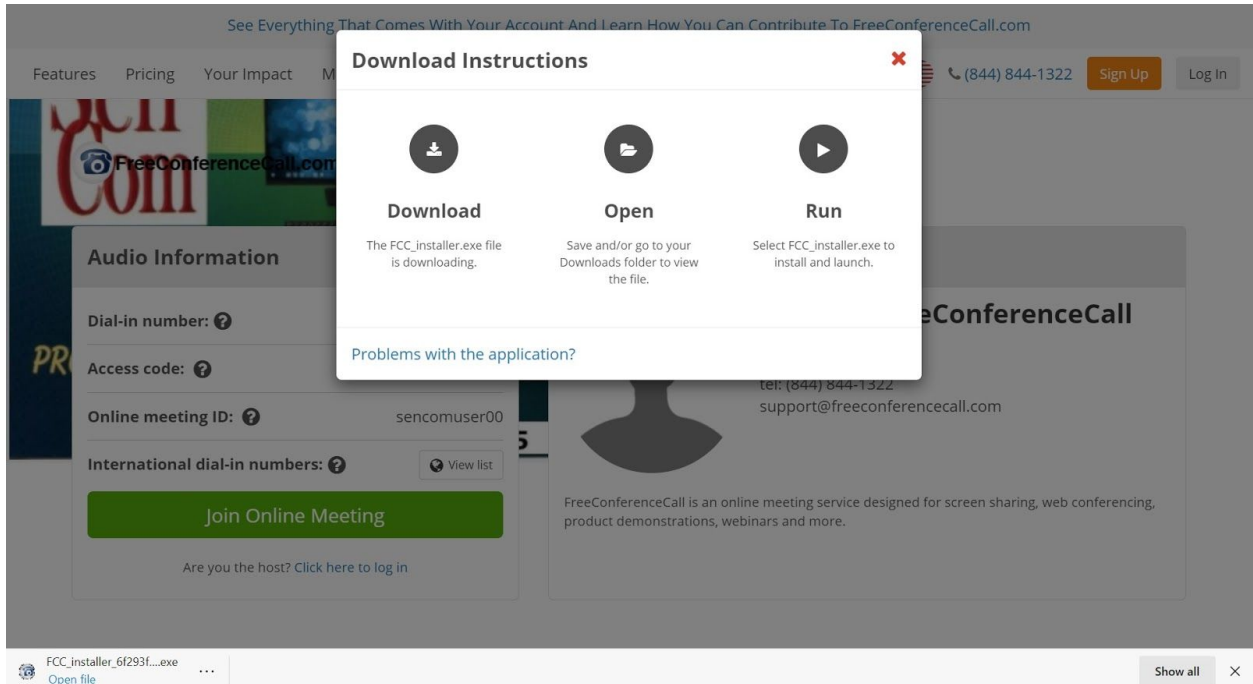 See Everything That Comes With Your Account And Learn How You Can Contribute To FreeConferenceCall.com
Features Pricing Your Impact M
(844) 844-1322 Sign Up Log In
Download Instructions
Download
The FCC_installer.exe file
is downloading.
Open
Save and/or go to your
Downloads folder to view
the file.
Run
Select FCC_installer.exe to
install and launch.
Problems with the application?
Com
FreeConferenceCall.com
PR
5
Audio Information
Dial-in number:
Access code:
Online meeting ID: sencomuser00
International dial-in numbers: View list
Join Online Meeting
Are you the host? Click here to log in
eConferenceCall
tel: (844) 844-1322
support@freeconferencecall.com
FreeConferenceCall is an online meeting service designed for screen sharing, web conferencing,
product demonstrations, webinars and more.
FCC_installer_6f293f....exe
Open file
Show all